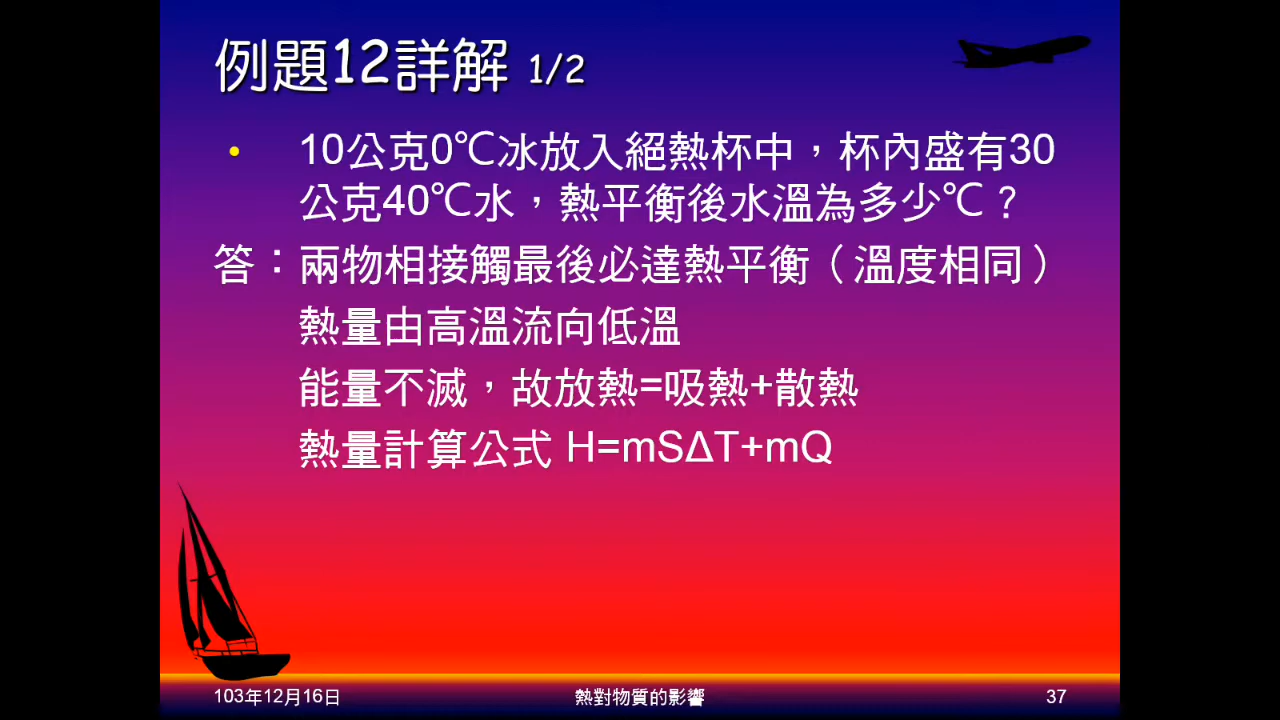 例題12詳解 1/2
• 10公克0℃冰放入絕熱杯中，杯內盛有30
公克40℃水，熱平衡後水溫為多少℃？
答：兩物相接觸最後必達熱平衡（溫度相同）
熱量由高溫流向低溫
能量不滅，故放熱=吸熱+散熱
熱量計算公式 H=mSΔT+mQ
103年12月16日 熱對物質的影響 37